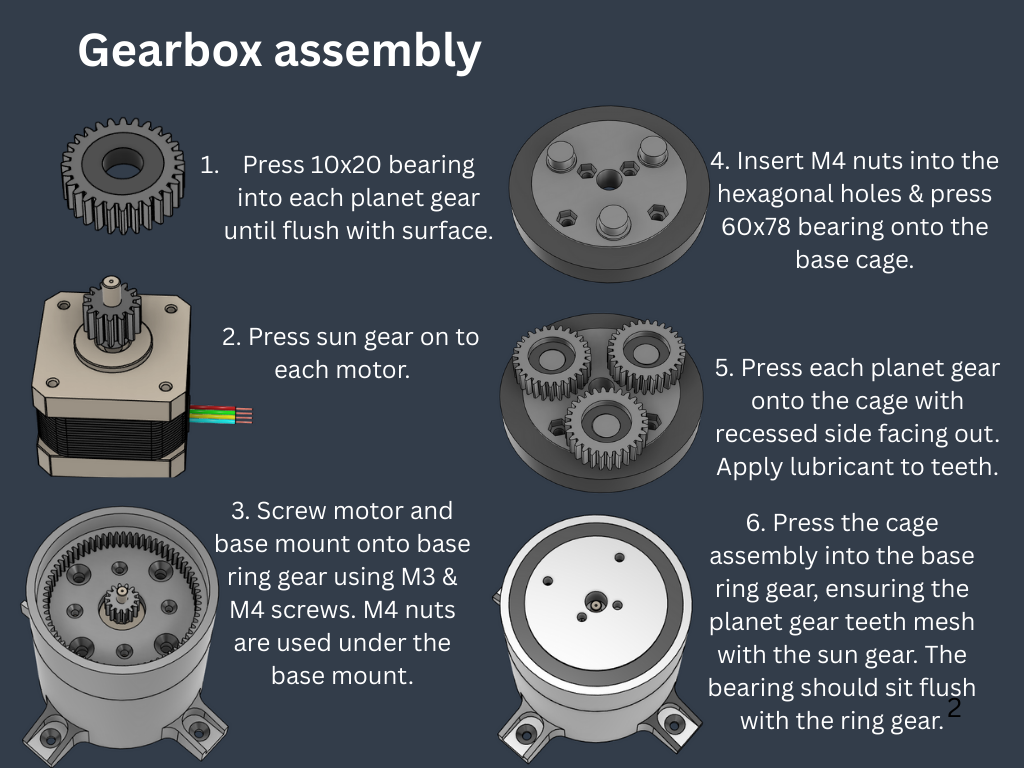 Gearbox assembly
1. Press 10x20 bearing
into each planet gear
until flush with surface.
2. Press sun gear on to
each motor.
3. Screw motor and
base mount onto base
ring gear using M3 &
M4 screws. M4 nuts
are used under the
base mount.
4. Insert M4 nuts into the
hexagonal holes & press
60x78 bearing onto the
base cage.
5. Press each planet gear
onto the cage with
recessed side facing out.
Apply lubricant to teeth.
6. Press the cage
assembly into the base
ring gear, ensuring the
planet gear teeth mesh
with the sun gear. The
bearing should sit flush
with the ring gear.
2